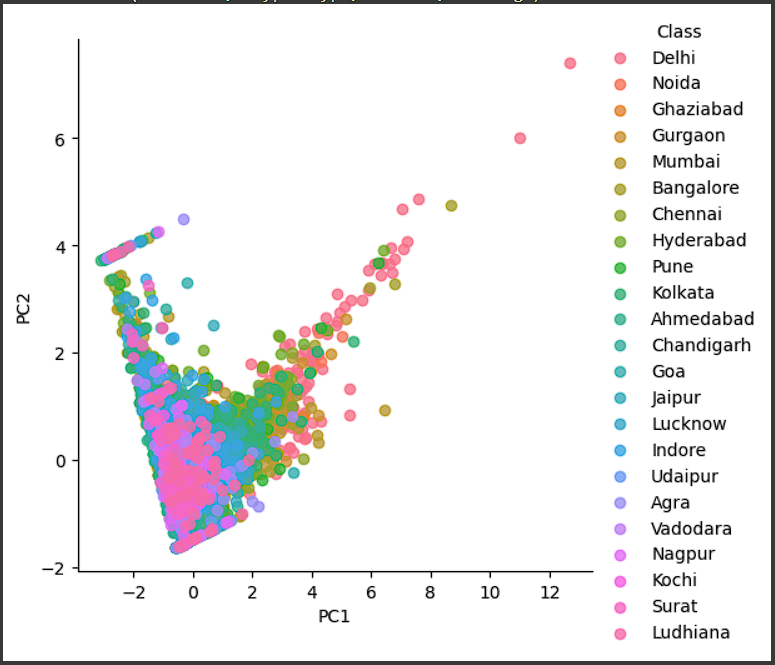 Class
Delhi
Noida
Ghaziabad
Gurgaon
Mumbai
Bangalore
Chennai
Hyderabad
Pune
Kolkata
Ahmedabad
Chandigarh
Goa
Jaipur
Lucknow
Indore
Udaipur
Agra
Vadodara
Nagpur
Kochi
Surat
Ludhiana
PC2
6
4
2
0
−2
−2 0 2 4 6 8 10 12
PC1